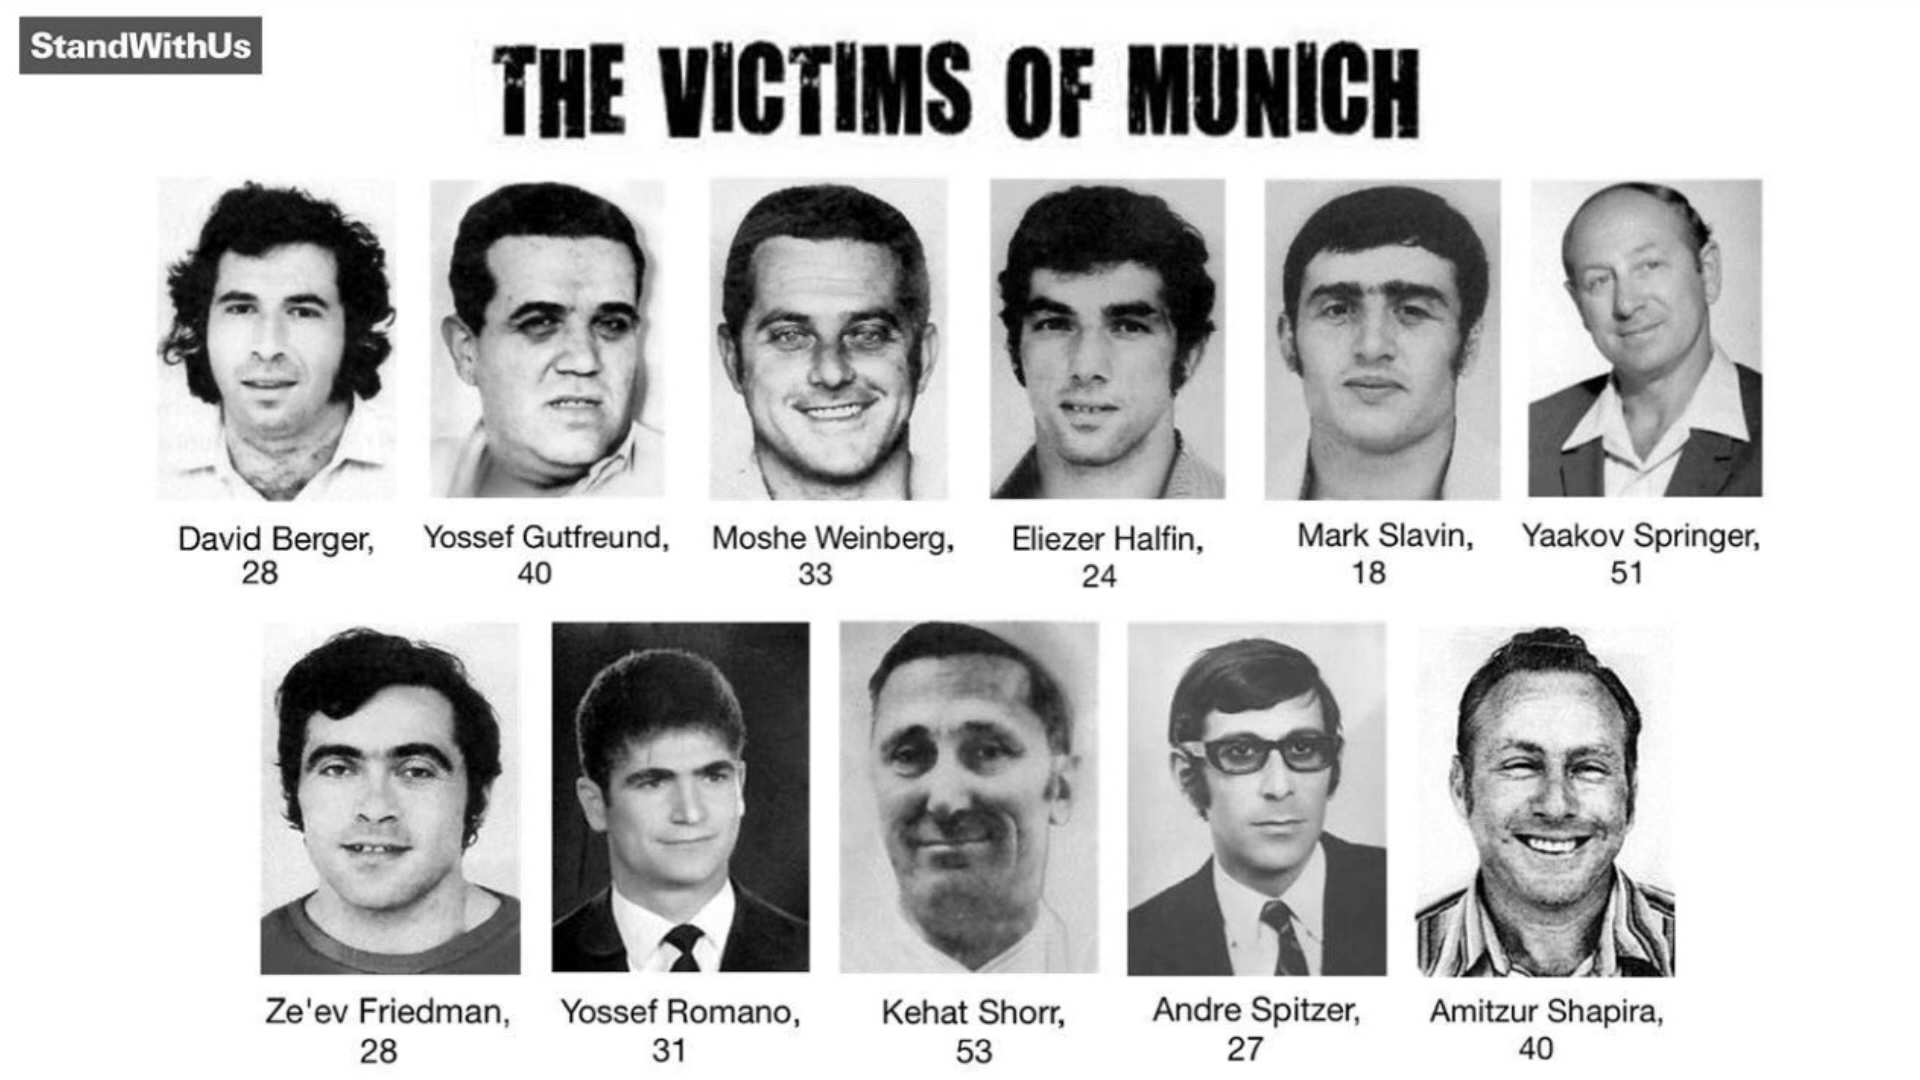 StandWithUs
THE VICTIMS OF MUNICH
David Berger,
28
Yossef Gutfreund,
40
Moshe Weinberg,
33
Eliezer Halfin,
24
Mark Slavin,
18
Yaakov Springer,
51
Ze'ev Friedman,
28
Yossef Romano,
31
Kehat Shorr,
53
Andre Spitzer,
27
Amitzur Shapira,
40